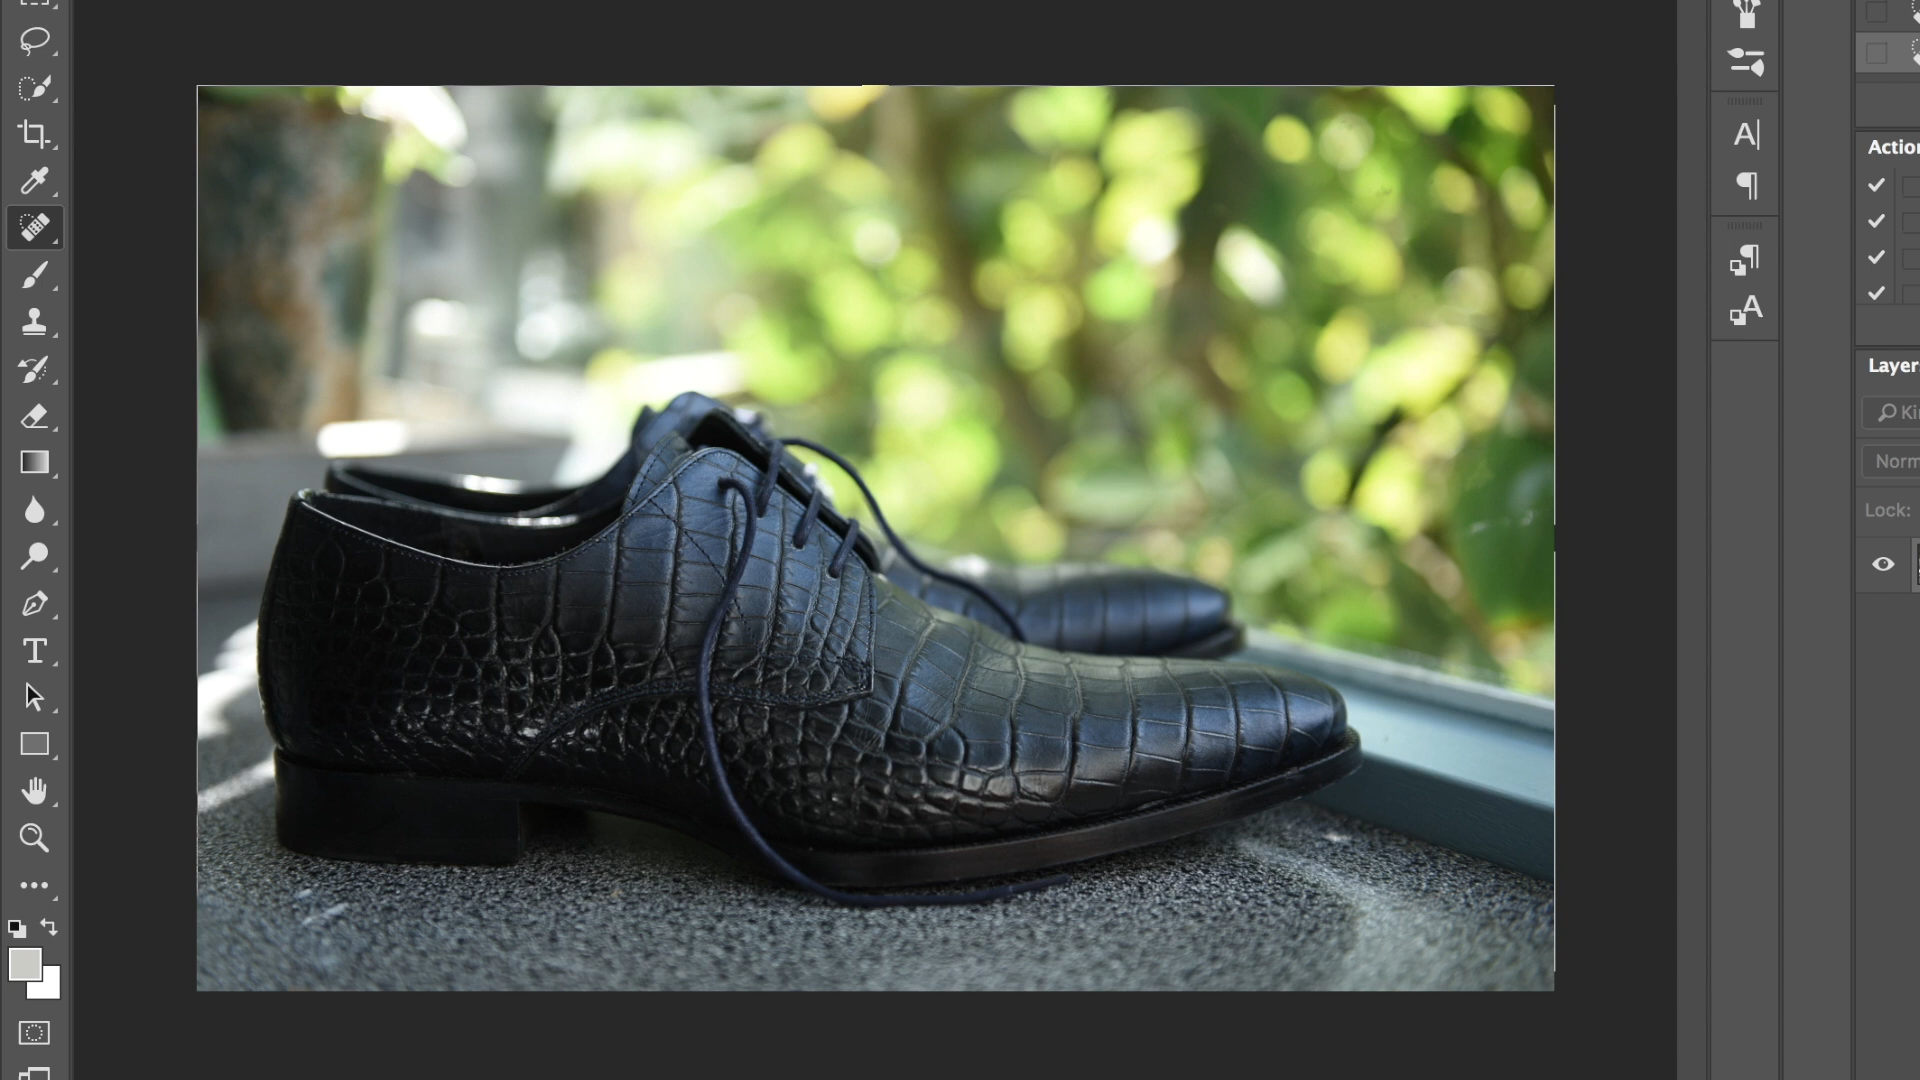 T
A
¶
¶
A
Action
Layer
Ki
Norm
Lock: